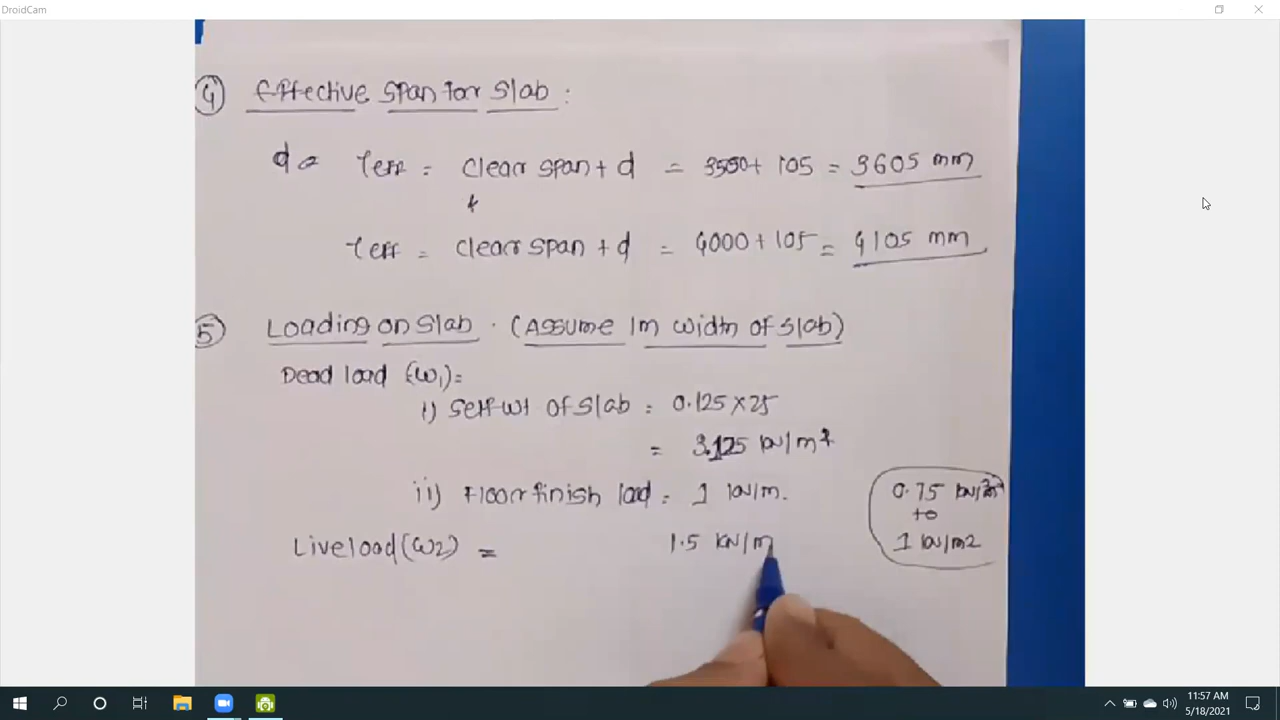 DroidCam
4 Effective span for slab :
d = leff = clear span + d = 3500 + 105 = 3605 mm
&
leff = clear span + d = 4000 + 105 = 4105 mm
5 Loading on slab . (Assume 1m width of slab)
Dead load (w1)=
i) Self wt of slab = 0.125 x 25
= 3.125 kN/m
ii) Floor finish load = 1 kN/m.
0.75 kN/m2
to
1 kN/m2
Live load (w2) = 1.5 kN/m
11:57 AM
5/18/2021